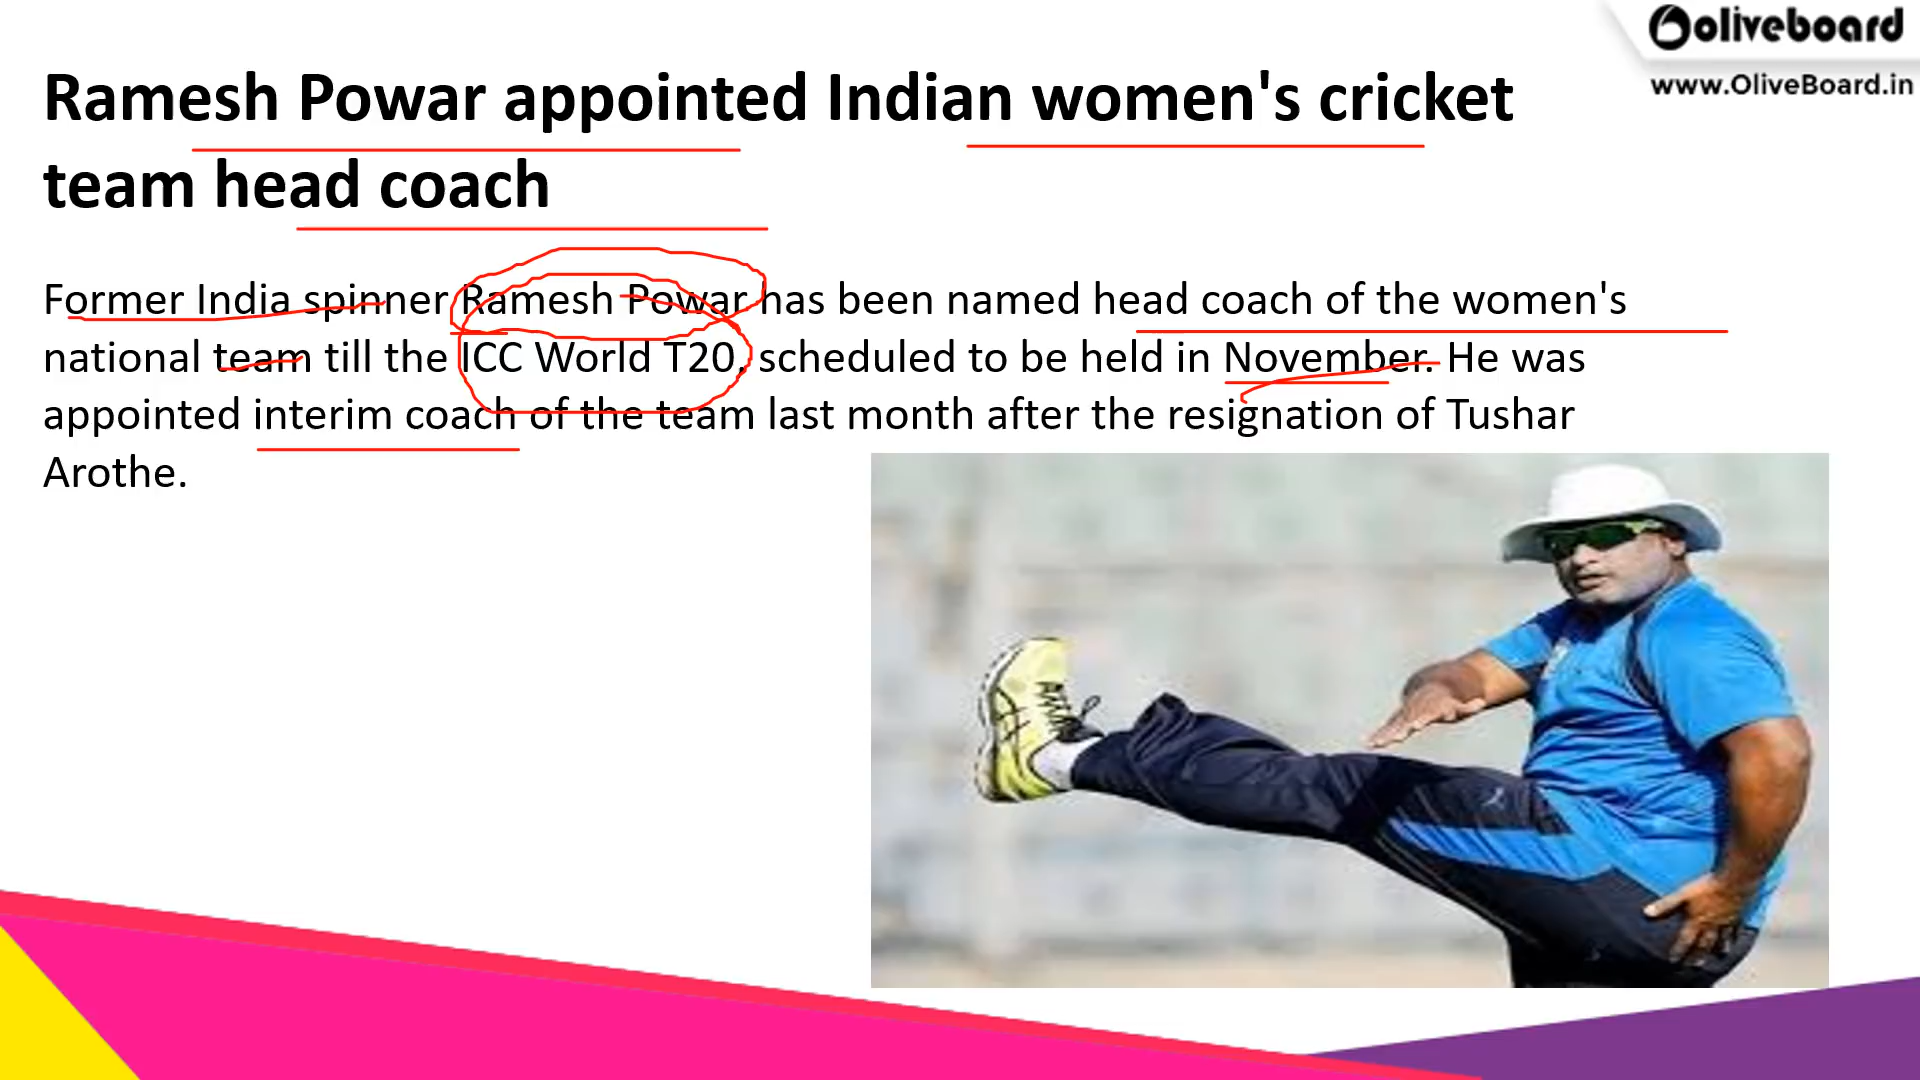 oliveboard
www.OliveBoard.in
Ramesh Powar appointed Indian women's cricket
team head coach
Former India spinner Ramesh Powar has been named head coach of the women's
national team till the ICC World T20, scheduled to be held in November. He was
appointed interim coach of the team last month after the resignation of Tushar
Arothe.